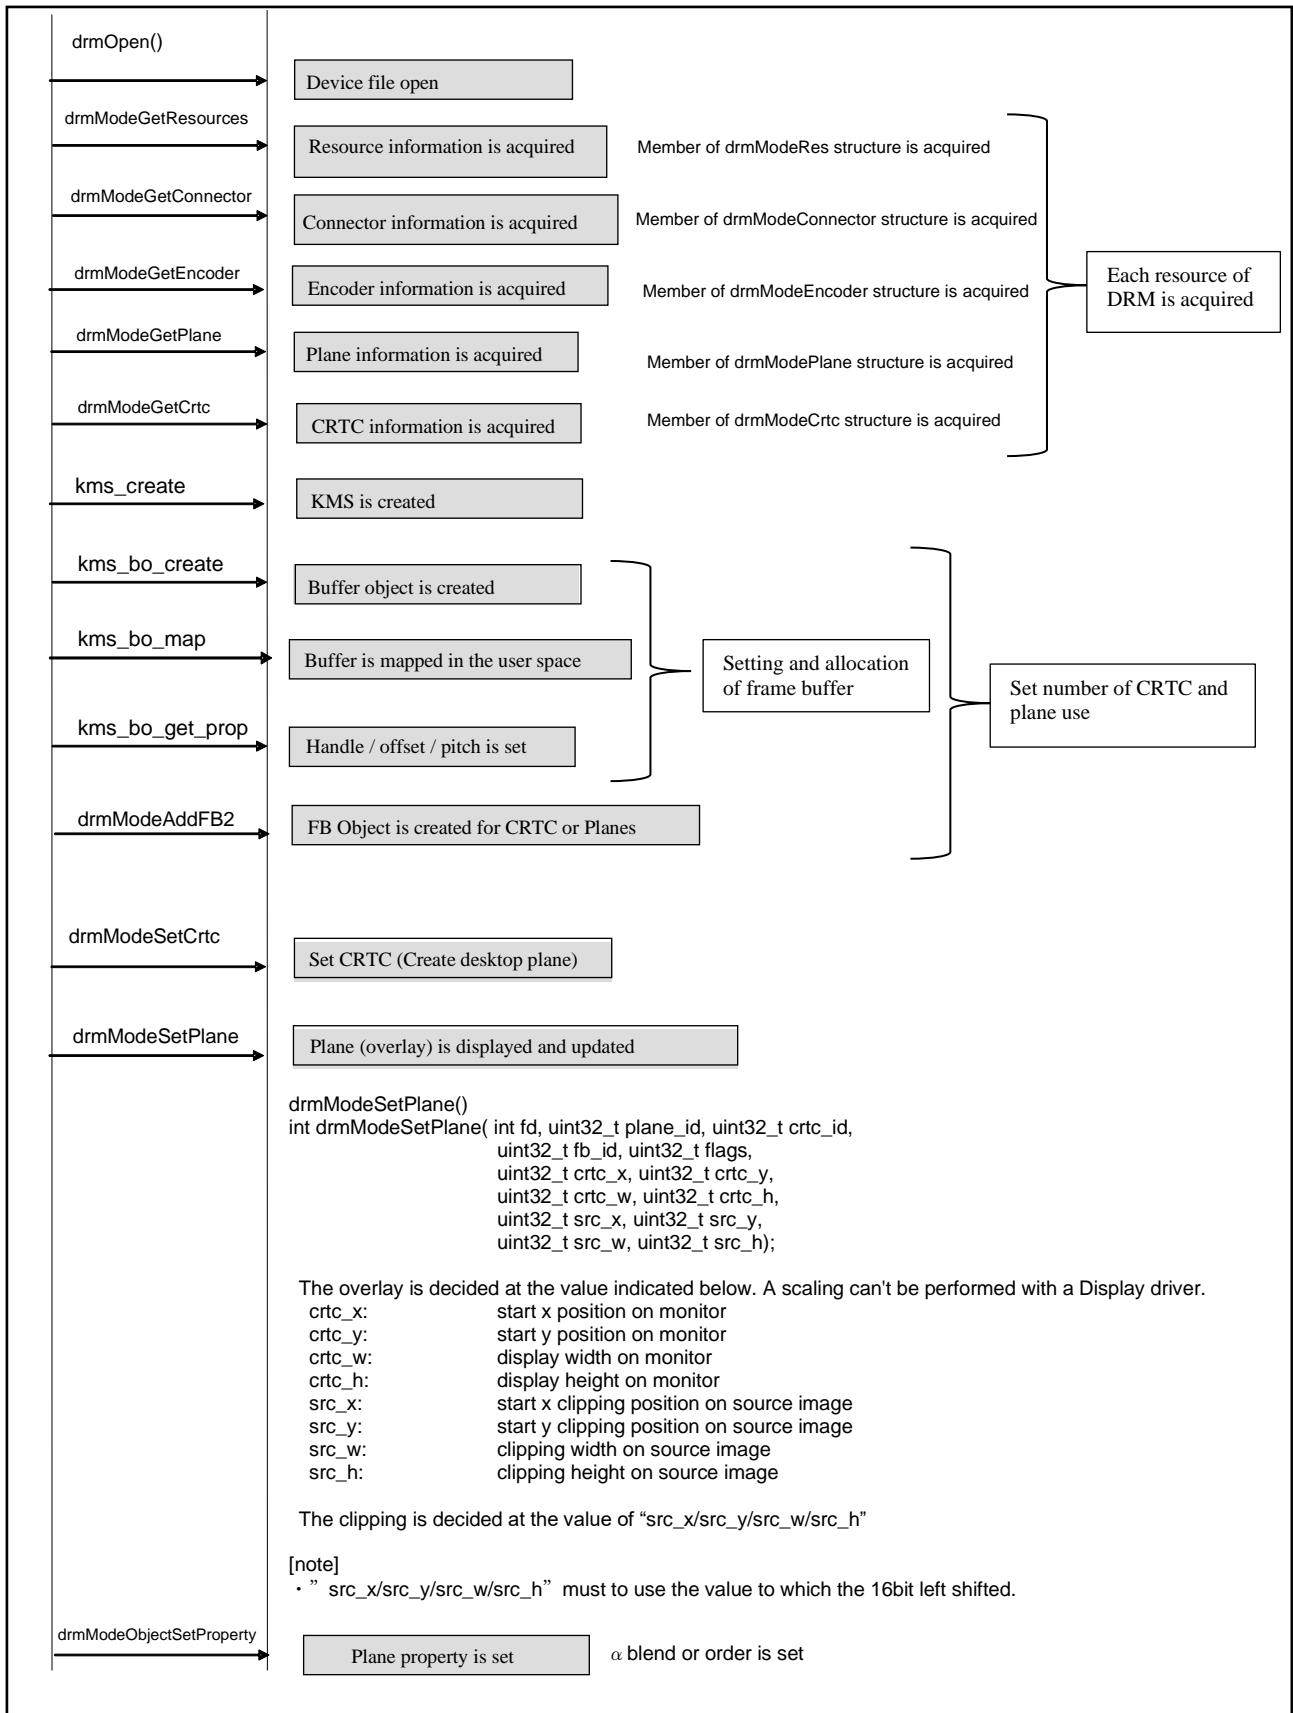 drmOpen()
Device file open
drmModeGetResources
Resource information is acquired
Member of drmModeRes structure is acquired
drmModeGetConnector
Connector information is acquired
Member of drmModeConnector structure is acquired
drmModeGetEncoder
Encoder information is acquired
Member of drmModeEncoder structure is acquired
Each resource of
DRM is acquired
drmModeGetPlane
Plane information is acquired
Member of drmModePlane structure is acquired
drmModeGetCrtc
CRTC information is acquired
Member of drmModeCrtc structure is acquired
kms_create
KMS is created
kms_bo_create
Buffer object is created
kms_bo_map
Buffer is mapped in the user space
Setting and allocation
of frame buffer
Set number of CRTC and
plane use
kms_bo_get_prop
Handle / offset / pitch is set
drmModeAddFB2
FB Object is created for CRTC or Planes
drmModeSetCrtc
Set CRTC (Create desktop plane)
drmModeSetPlane
Plane (overlay) is displayed and updated
drmModeSetPlane()
int drmModeSetPlane( int fd, uint32_t plane_id, uint32_t crtc_id,
uint32_t fb_id, uint32_t flags,
uint32_t crtc_x, uint32_t crtc_y,
uint32_t crtc_w, uint32_t crtc_h,
uint32_t src_x, uint32_t src_y,
uint32_t src_w, uint32_t src_h);
The overlay is decided at the value indicated below. A scaling can't be performed with a Display driver.
crtc_x: start x position on monitor
crtc_y: start y position on monitor
crtc_w: display width on monitor
crtc_h: display height on monitor
src_x: start x clipping position on source image
src_y: start y clipping position on source image
src_w: clipping width on source image
src_h: clipping height on source image
The clipping is decided at the value of “src_x/src_y/src_w/src_h”
[note]
・” src_x/src_y/src_w/src_h” must to use the value to which the 16bit left shifted.
drmModeObjectSetProperty
Plane property is set
α blend or order is set